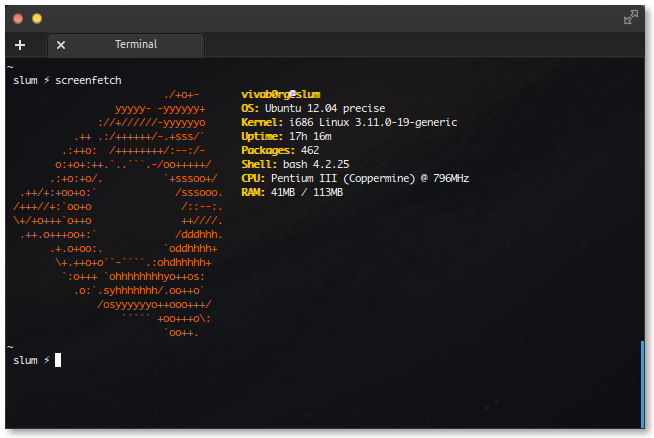 Terminal
~
slum ⚡ screenfetch
./+o+-       vivab0rg@slum
yyyyy- -yyyyyy+     OS: Ubuntu 12.04 precise
://+//////-yyyyyyo     Kernel: i686 Linux 3.11.0-19-generic
.++ .:/++++++/-.+sss/`     Uptime: 17h 16m
.:++o:  /++++++++/:--:/-     Packages: 462
o:+o+:++.`..```.-/oo+++++/     Shell: bash 4.2.25
.:+o:+o/.          `+sssoo+/     CPU: Pentium III (Coppermine) @ 796MHz
.++/+:+oo+o:`             /sssooo.     RAM: 41MB / 113MB
/+++//+:`oo+o               /::--:.
\+/+o+++`o++o               ++////.
.++.o+++oo+:`             /dddhhh.
.+.o+oo:.          `oddhhhh+
\+.++o+o``-````.:ohdhhhhh+
`:o+++ `ohhhhhhhhyo++os:
.o:`.syhhhhhhh/.oo++o`
/osyyyyyyo++ooo+++/
````` +oo+++o\:
`oo++.
~
slum ⚡